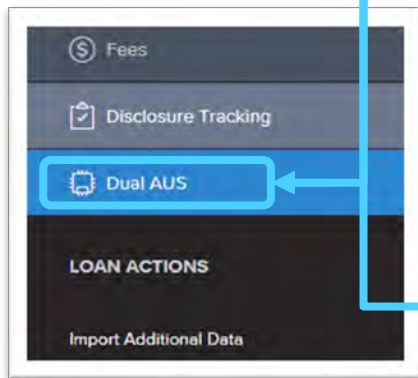 Fees
Disclosure Tracking
Dual AUS
LOAN ACTIONS
Import Additional Data